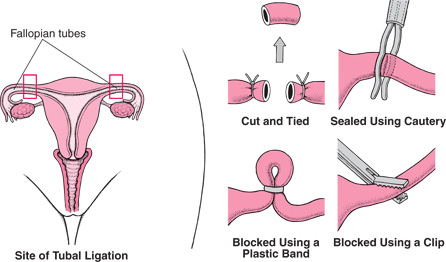 Fallopian tubes
Site of Tubal Ligation
Cut and Tied
Sealed Using Cautery
Blocked Using a
Plastic Band
Blocked Using a Clip